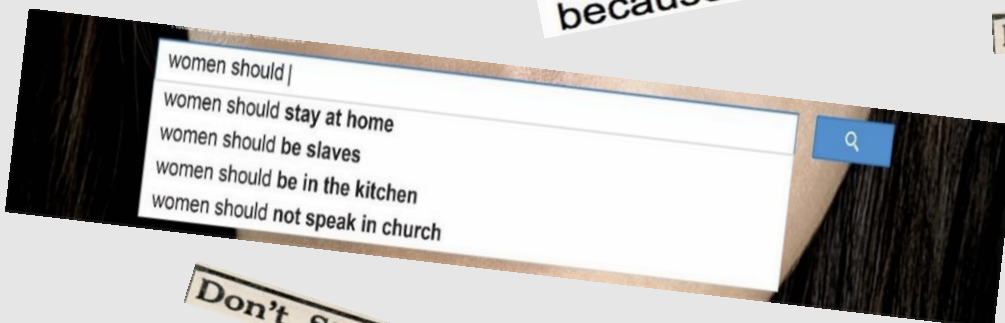 because
women should
women should stay at home
women should be slaves
women should be in the kitchen
women should not speak in church
Don't